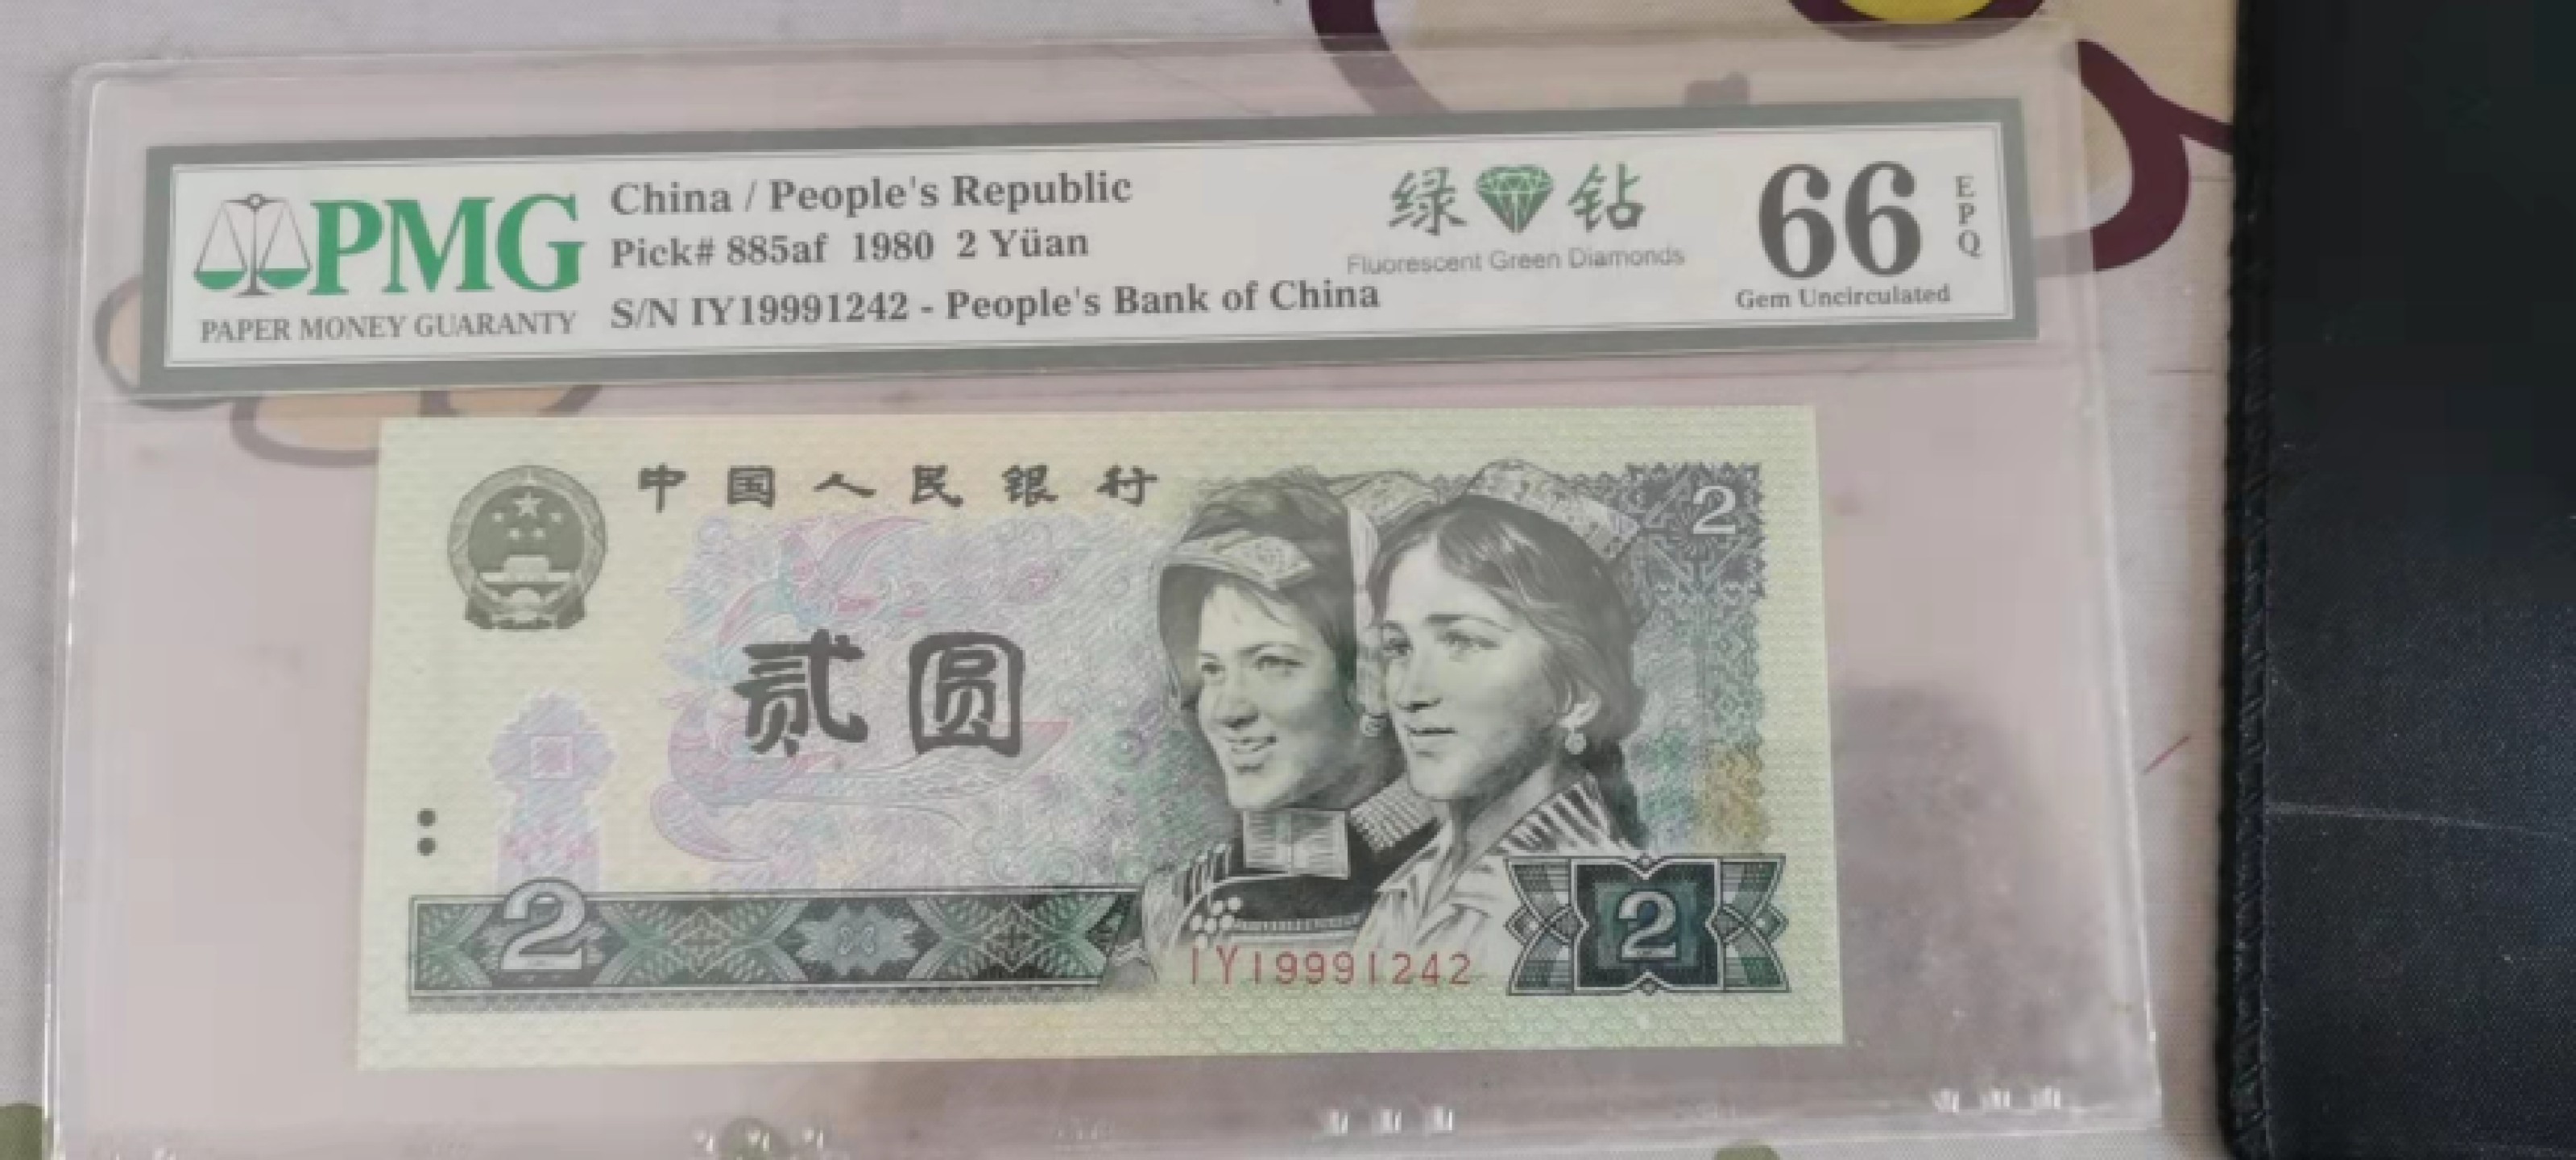 PMG
PAPER MONEY GUARANTY
China / People's Republic
Pick# 885af 1980 2 Yüan
S/N IY19991242 - People's Bank of China
绿钻
Fluorescent Green Diamonds
66
EPQ
Gem Uncirculated
中国人民银行
2
贰圆
2
2
IY19991242